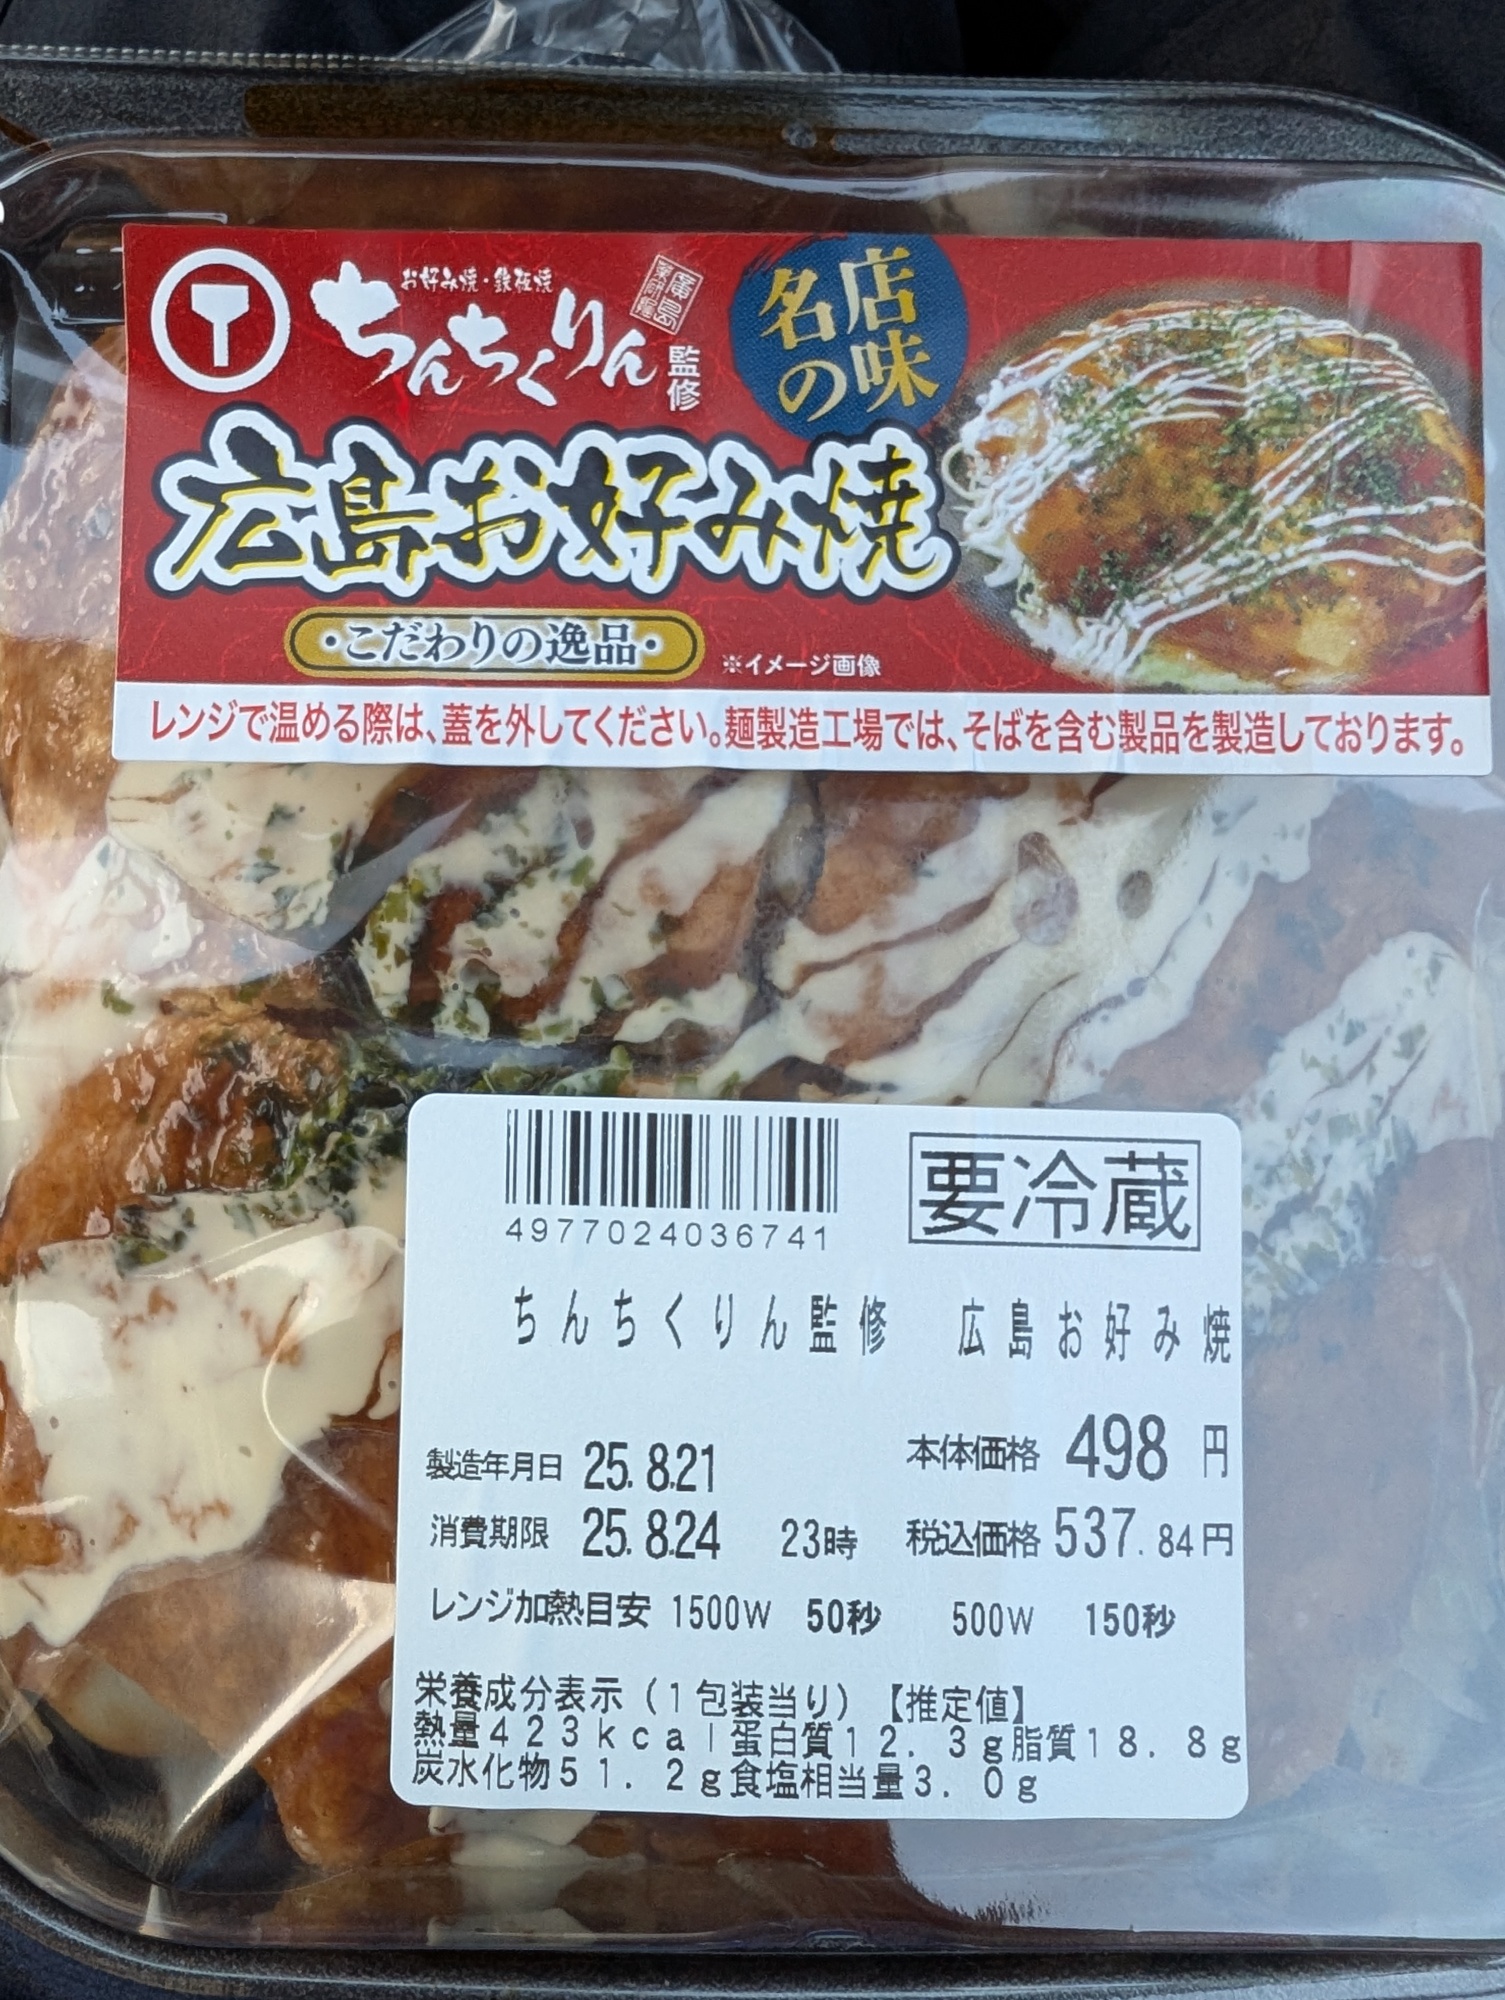 お好み焼・鉄板焼
ちんちくりん
廣島
監修
名店の味
広島お好み焼
・こだわりの逸品・
※イメージ画像
レンジで温める際は、蓋を外してください。麺製造工場では、そばを含む製品を製造しております。
4977024036741
要冷蔵
ちんちくりん監修 広島お好み焼
製造年月日 25.8.21 本体価格 498 円
消費期限 25.8.24 23時 税込価格 537.84円
レンジ加熱目安 1500W 50秒 500W 150秒
栄養成分表示(1包装当り)【推定値】
熱量423kcal蛋白質12.3g脂質18.8g
炭水化物51.2g食塩相当量3.0g